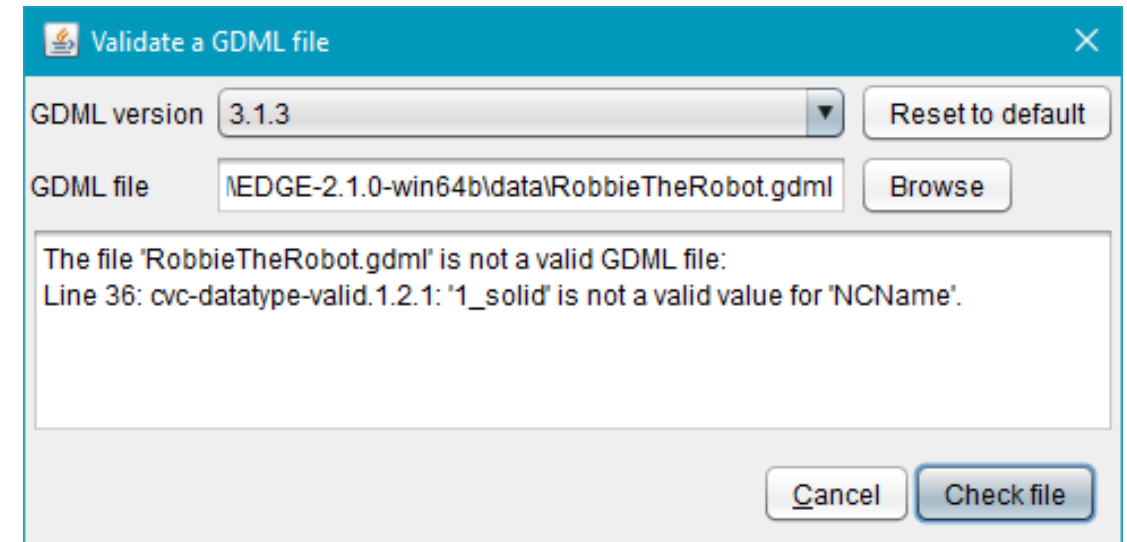 Validate a GDML file
GDML version 3.1.3 Reset to default
GDML file \EDGE-2.1.0-win64b\data\RobbieTheRobot.gdml Browse
The file 'RobbieTheRobot.gdml' is not a valid GDML file:
Line 36: cvc-datatype-valid.1.2.1: '1_solid' is not a valid value for 'NCName'.
Cancel Check file